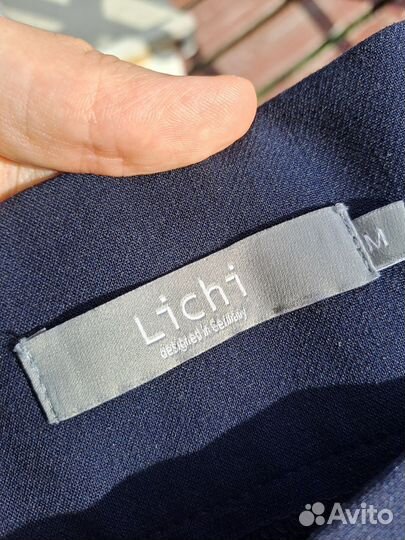 Lichi
designed in Germany
M
Avito